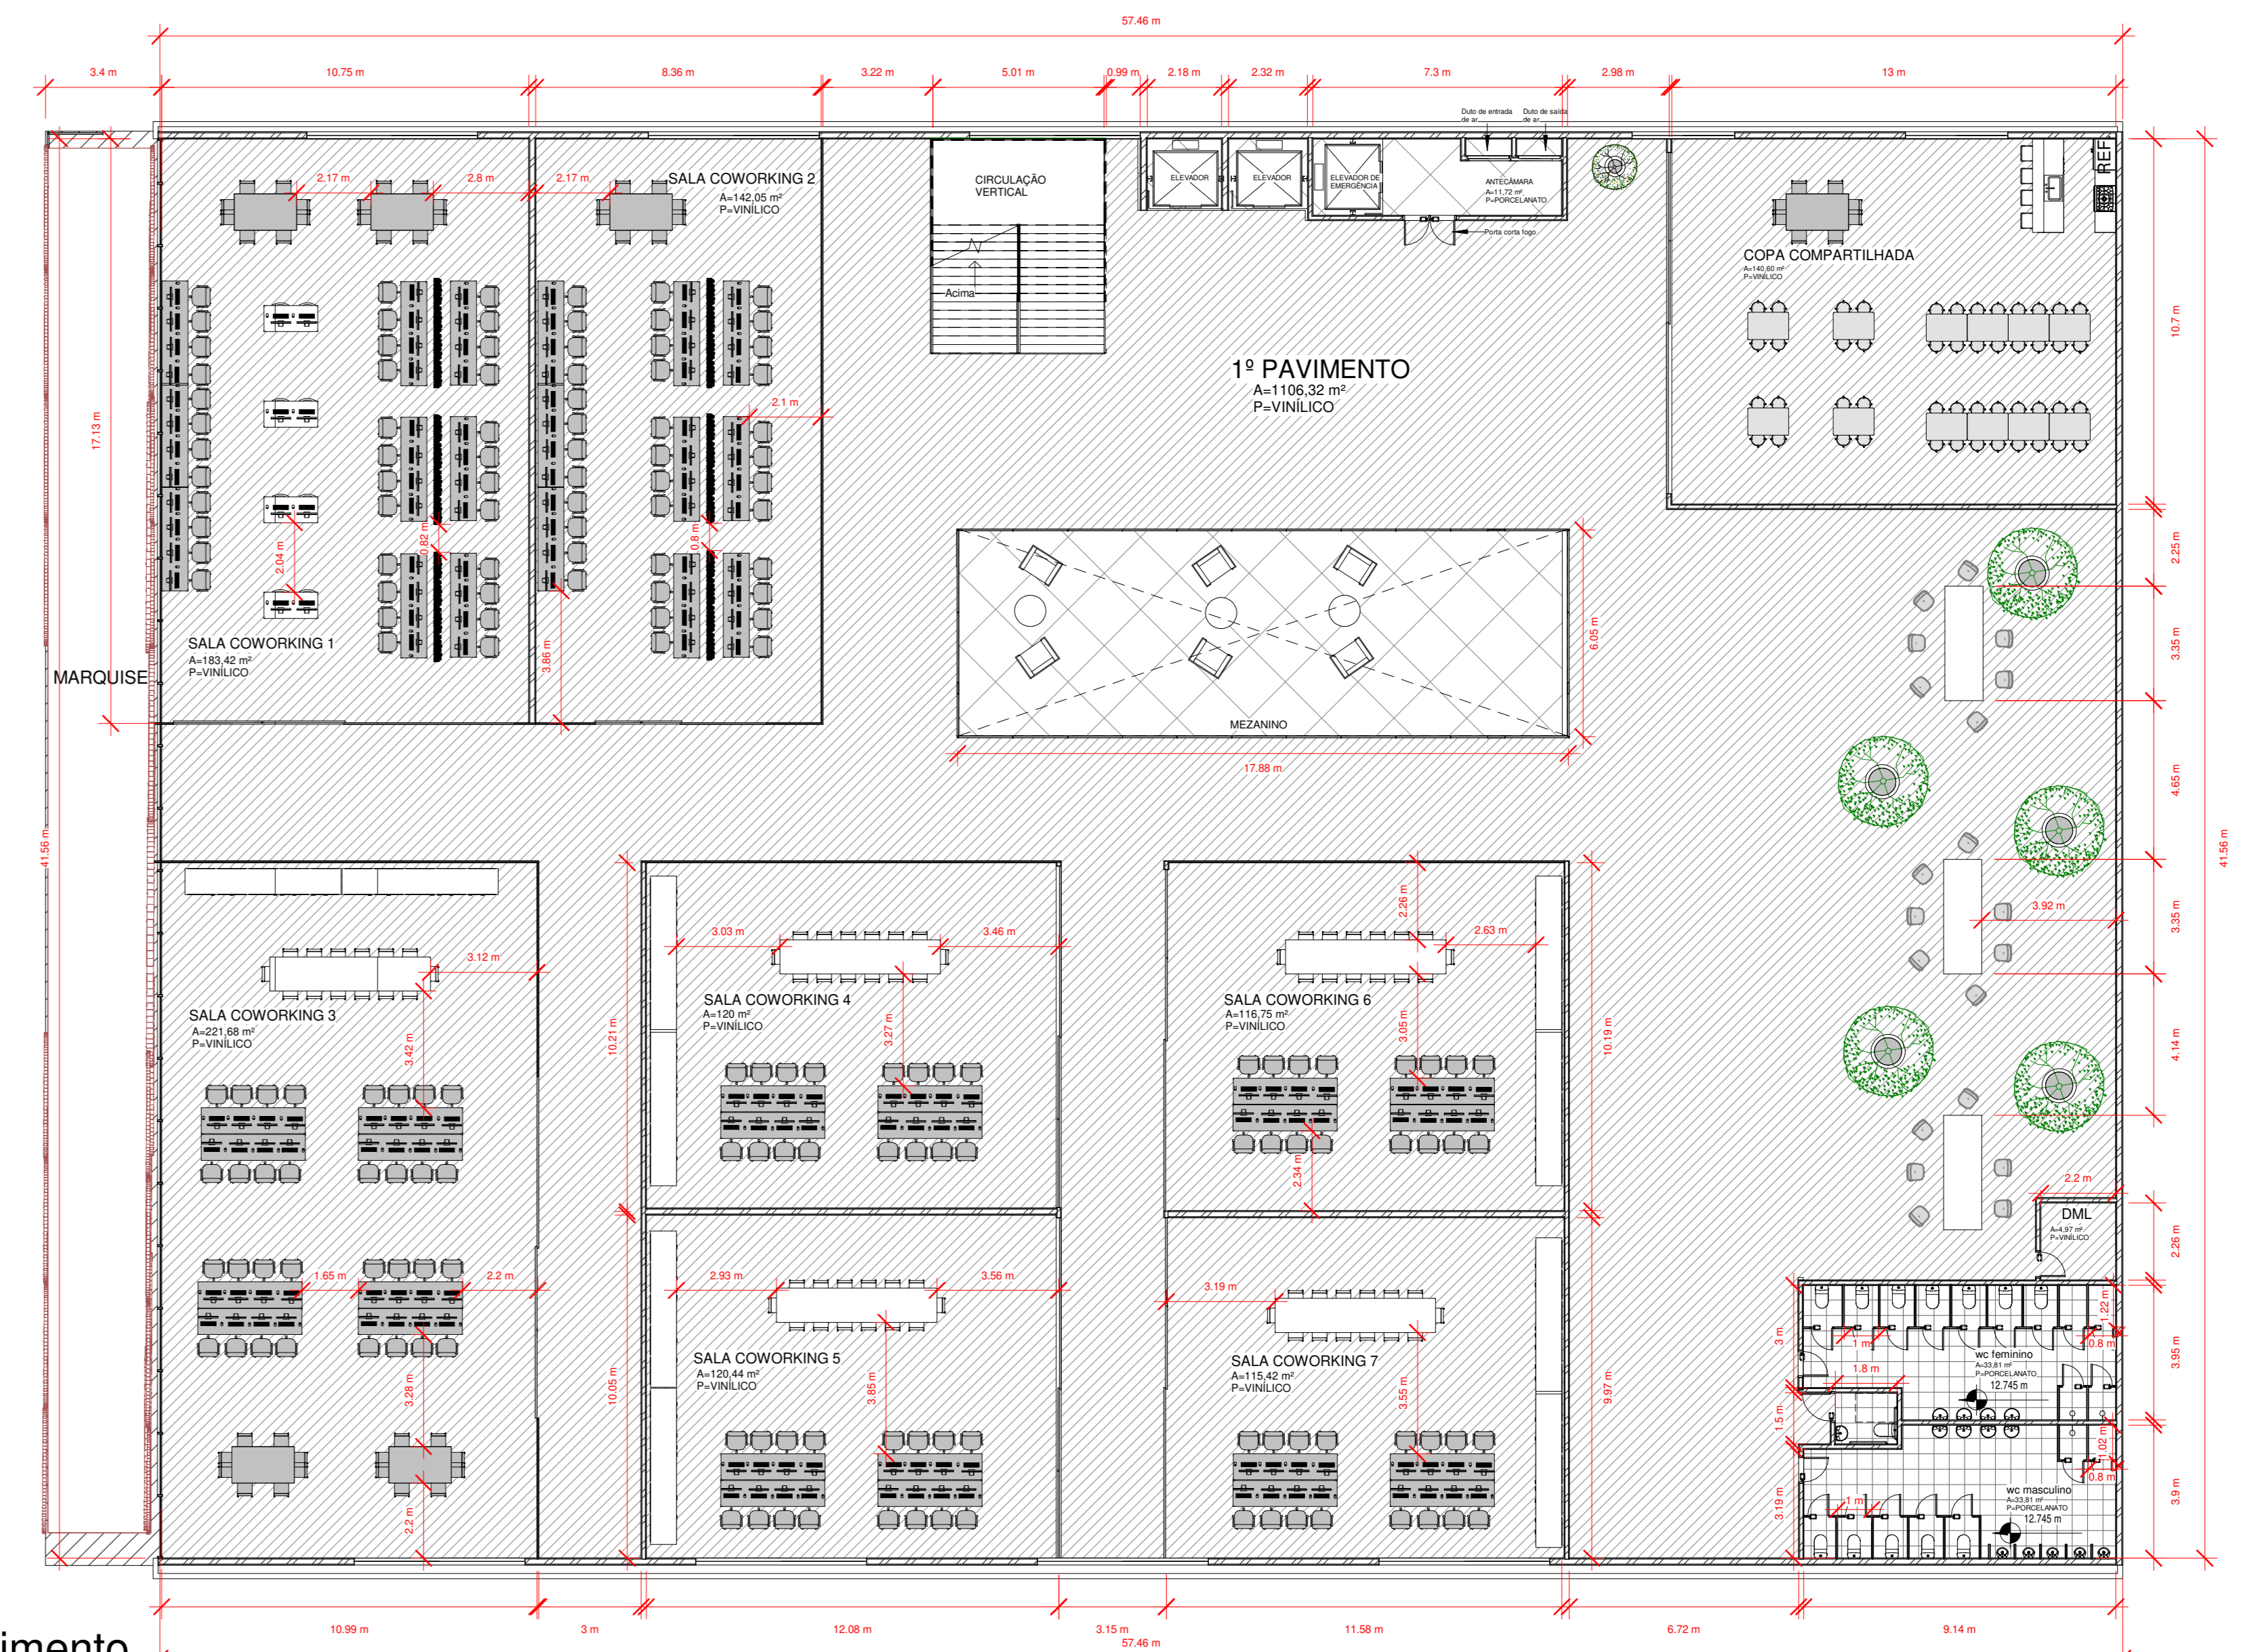 57.46 m
3.4 m
10.75 m
8.36 m
3.22 m
5.01 m
0.99 m
2.18 m
2.32 m
7.3 m
2.98 m
13 m
Duto de entrada
de ar
Duto de saída
de ar
2.17 m
2.8 m
2.17 m
SALA COWORKING 2
A=142,05 m²
P=VINÍLICO
CIRCULAÇÃO
VERTICAL
Acima
ELEVADOR
ELEVADOR
ELEVADOR DE
EMERGÊNCIA
ANTECÂMARA
A=11,72 m²
P=PORCELANATO
Porta corta fogo
REF
COPA COMPARTILHADA
A=140,60 m²
P=VINÍLICO
10.7 m
1º PAVIMENTO
A=1106,32 m²
P=VINÍLICO
17.13 m
2.1 m
2.04 m
0.82 m
0.8 m
3.86 m
SALA COWORKING 1
A=183,42 m²
P=VINÍLICO
MARQUISE
6.05 m
MEZANINO
17.88 m
2.25 m
3.35 m
4.65 m
41.56 m
41.56 m
3.35 m
3.92 m
4.14 m
3.12 m
SALA COWORKING 3
A=221,68 m²
P=VINÍLICO
3.42 m
10.21 m
3.03 m
3.46 m
SALA COWORKING 4
A=120 m²
P=VINÍLICO
3.27 m
2.26 m
2.63 m
SALA COWORKING 6
A=116,75 m²
P=VINÍLICO
3.05 m
10.19 m
2.34 m
2.2 m
DML
A=4,97 m²
P=VINÍLICO
2.26 m
1.65 m
2.2 m
3.28 m
2.2 m
10.05 m
2.93 m
3.56 m
SALA COWORKING 5
A=120,44 m²
P=VINÍLICO
3.85 m
3.19 m
SALA COWORKING 7
A=115,42 m²
P=VINÍLICO
3.55 m
9.97 m
3 m
1 m
1.22 m
0.8 m
1.8 m
wc feminino
A=33,81 m²
P=PORCELANATO
12.745 m
3.95 m
1.5 m
1.02 m
0.8 m
3.19 m
1 m
wc masculino
A=33,81 m²
P=PORCELANATO
12.745 m
3.9 m
10.99 m
3 m
12.08 m
3.15 m
11.58 m
6.72 m
9.14 m
57.46 m
imento